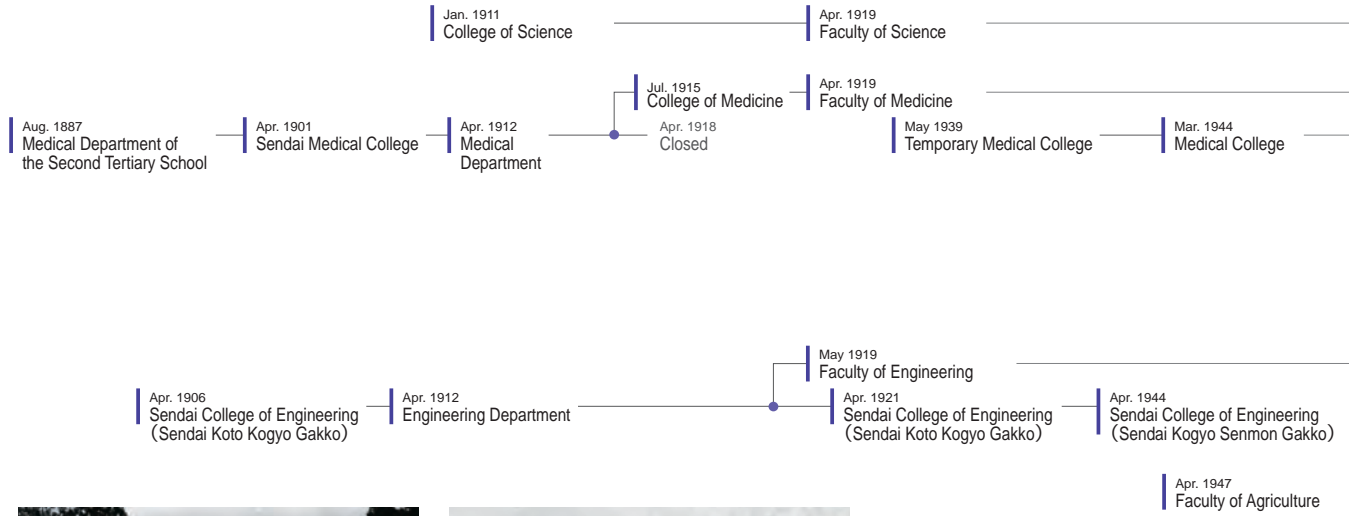 Jan. 1911
College of Science
Apr. 1919
Faculty of Science
Jul. 1915
College of Medicine
Apr. 1919
Faculty of Medicine
Aug. 1887
Medical Department of
the Second Tertiary School
Apr. 1901
Sendai Medical College
Apr. 1912
Medical
Department
Apr. 1918
Closed
May 1939
Temporary Medical College
Mar. 1944
Medical College
May 1919
Faculty of Engineering
Apr. 1906
Sendai College of Engineering
（Sendai Koto Kogyo Gakko）
Apr. 1912
Engineering Department
Apr. 1921
Sendai College of Engineering
（Sendai Koto Kogyo Gakko）
Apr. 1944
Sendai College of Engineering
（Sendai Kogyo Senmon Gakko）
Apr. 1947
Faculty of Agriculture